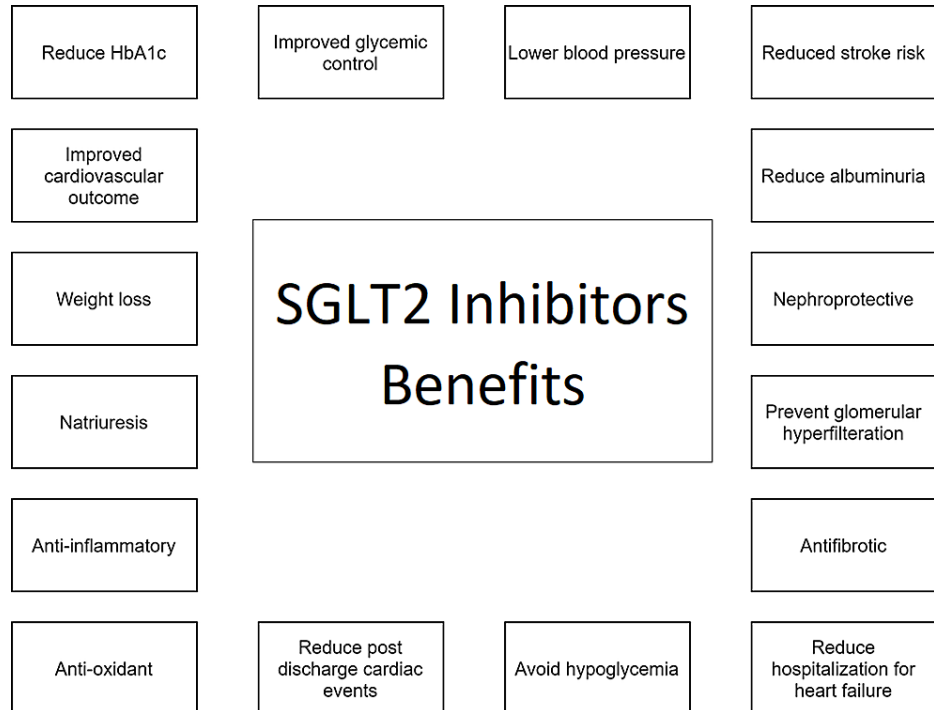 Reduce HbA1c
Improved glycemic
control
Lower blood pressure
Reduced stroke risk
Improved
cardiovascular
outcome
Reduce albuminuria
Weight loss
SGLT2 Inhibitors
Benefits
Nephroprotective
Natriuresis
Prevent glomerular
hyperfilteration
Anti-inflammatory
Antifibrotic
Anti-oxidant
Reduce post
discharge cardiac
events
Avoid hypoglycemia
Reduce
hospitalization for
heart failure